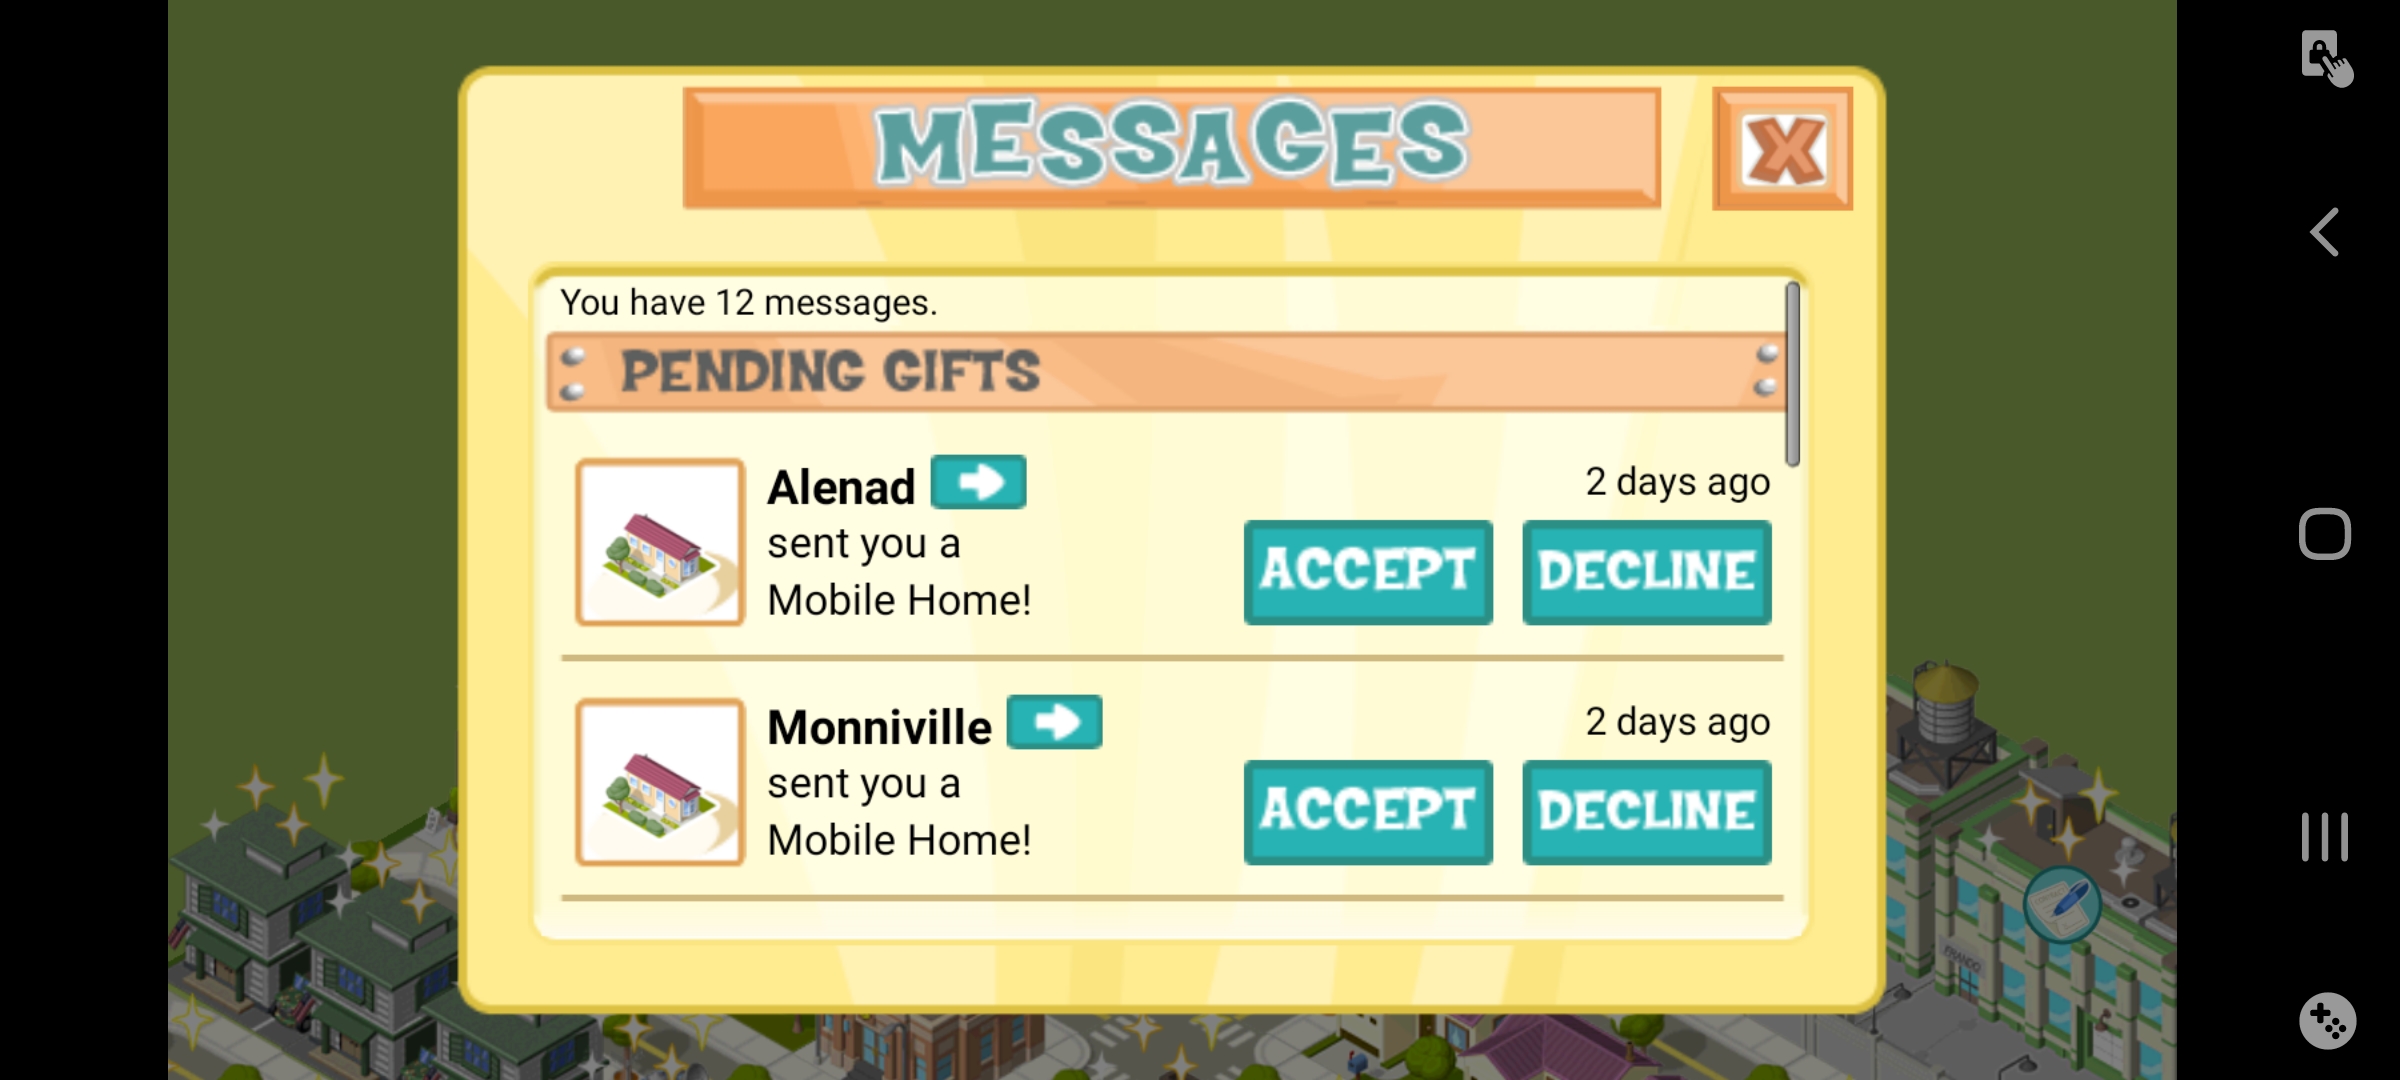 MESSAGES
X
You have 12 messages.
PENDING GIFTS
Alenad
2 days ago
sent you a
Mobile Home!
ACCEPT
DECLINE
Monniville
2 days ago
sent you a
Mobile Home!
ACCEPT
DECLINE